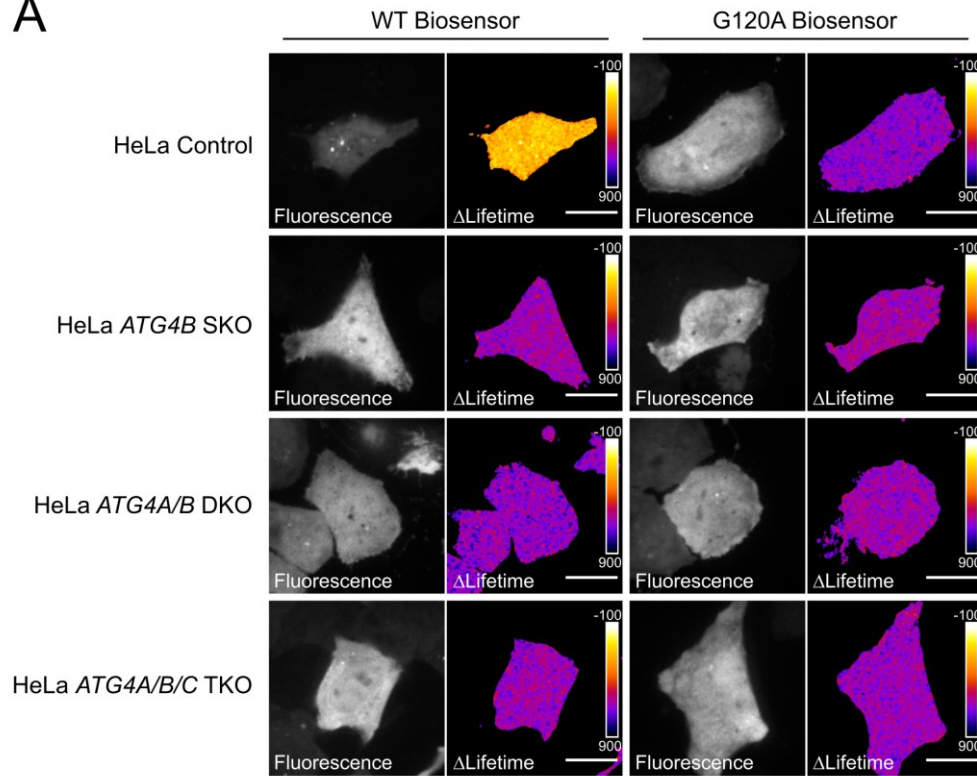 A
WT Biosensor G120A Biosensor
HeLa Control
-100 -100
900 900
Fluorescence ΔLifetime Fluorescence ΔLifetime
HeLa ATG4B SKO
-100 -100
900 900
Fluorescence ΔLifetime Fluorescence ΔLifetime
HeLa ATG4A/B DKO
-100 -100
900 900
Fluorescence ΔLifetime Fluorescence ΔLifetime
HeLa ATG4A/B/C TKO
-100 -100
900 900
Fluorescence ΔLifetime Fluorescence ΔLifetime